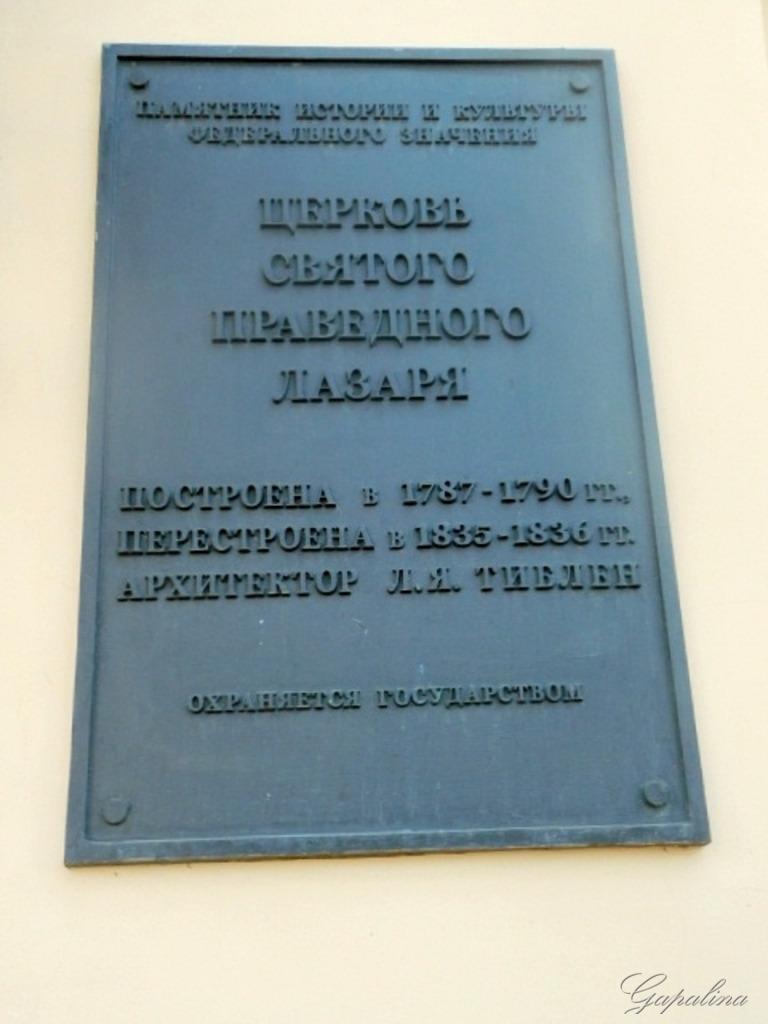 ПАМЯТНИК ИСТОРИИ И КУЛЬТУРЫ
ФЕДЕРАЛЬНОГО ЗНАЧЕНИЯ
ЦЕРКОВЬ
СВЯТОГО
ПРАВЕДНОГО
ЛАЗАРЯ
ПОСТРОЕНА В 1787-1790 ГГ.,
ПЕРЕСТРОЕНА В 1835-1836 ГГ.
АРХИТЕКТОР Л.Я. ТИБЛЕН
ОХРАНЯЕТСЯ ГОСУДАРСТВОМ
Gapalina